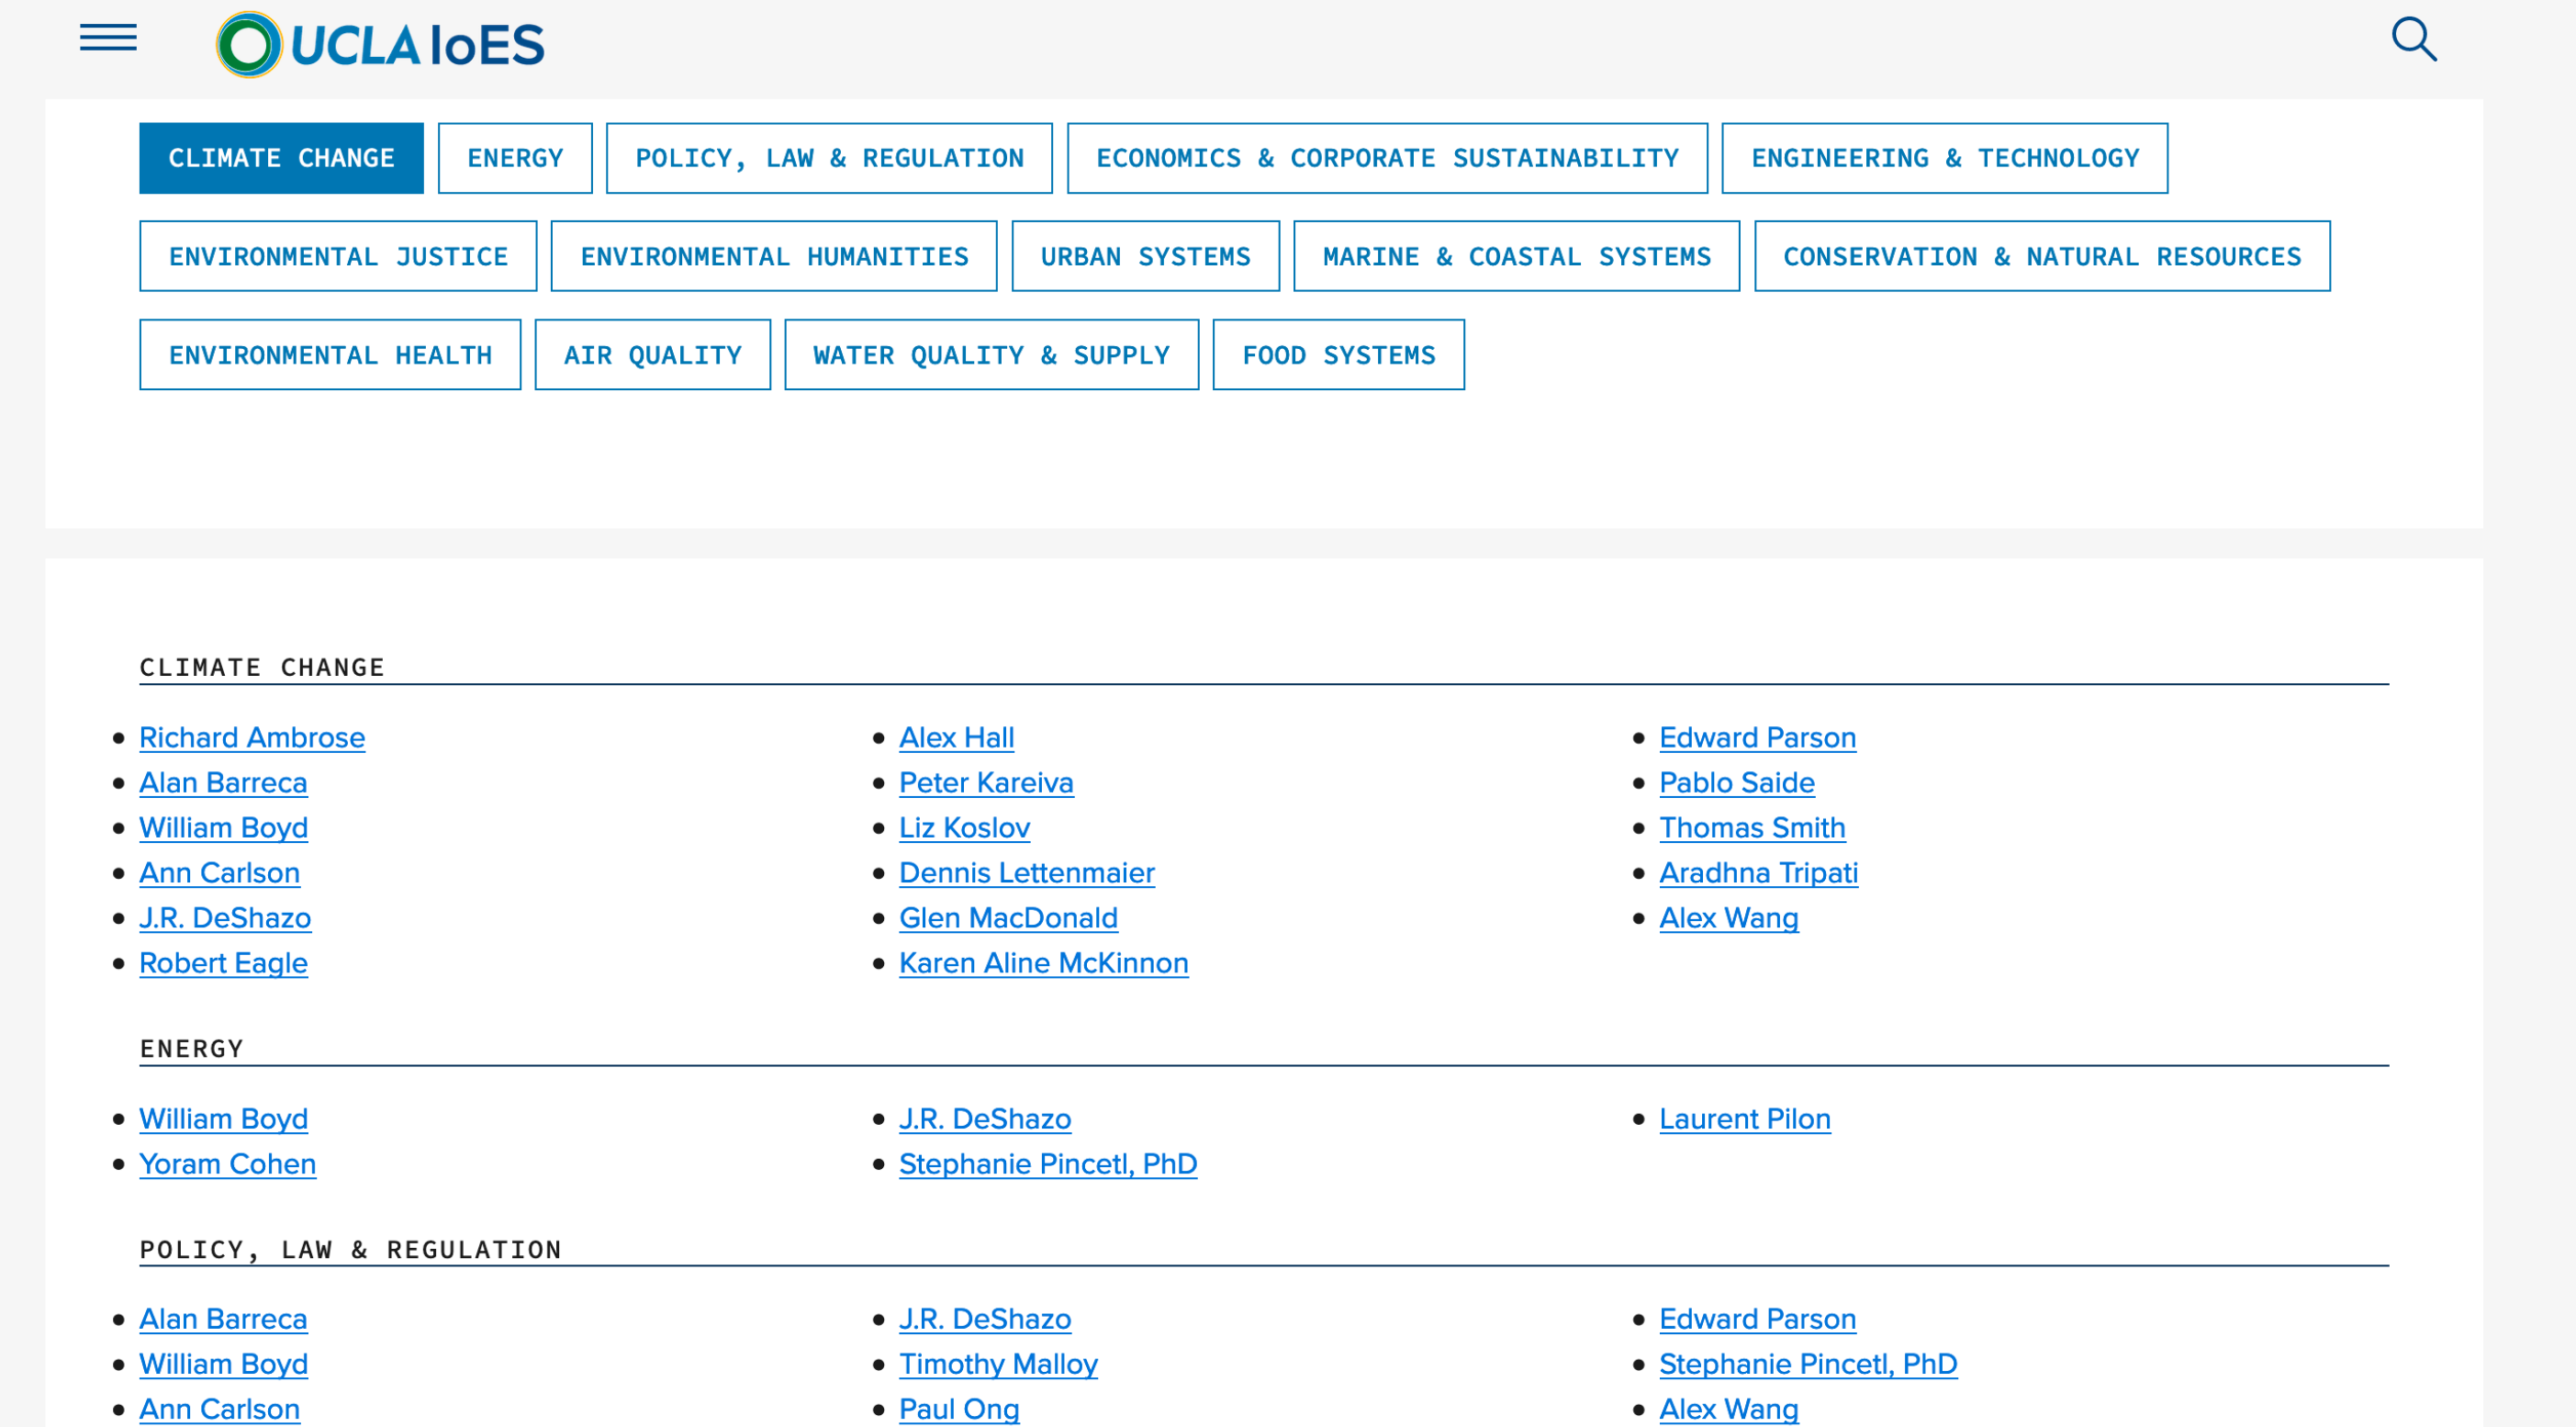 UCLA IoES
CLIMATE CHANGE
ENERGY
POLICY, LAW & REGULATION
ECONOMICS & CORPORATE SUSTAINABILITY
ENGINEERING & TECHNOLOGY
ENVIRONMENTAL JUSTICE
ENVIRONMENTAL HUMANITIES
URBAN SYSTEMS
MARINE & COASTAL SYSTEMS
CONSERVATION & NATURAL RESOURCES
ENVIRONMENTAL HEALTH
AIR QUALITY
WATER QUALITY & SUPPLY
FOOD SYSTEMS
CLIMATE CHANGE
Richard Ambrose
Alan Barreca
William Boyd
Ann Carlson
J.R. DeShazo
Robert Eagle
Alex Hall
Peter Kareiva
Liz Koslov
Dennis Lettenmaier
Glen MacDonald
Karen Aline McKinnon
Edward Parson
Pablo Saide
Thomas Smith
Aradhna Tripati
Alex Wang
ENERGY
William Boyd
Yoram Cohen
J.R. DeShazo
Stephanie Pincetl, PhD
Laurent Pilon
POLICY, LAW & REGULATION
Alan Barreca
William Boyd
Ann Carlson
J.R. DeShazo
Timothy Malloy
Paul Ong
Edward Parson
Stephanie Pincetl, PhD
Alex Wang